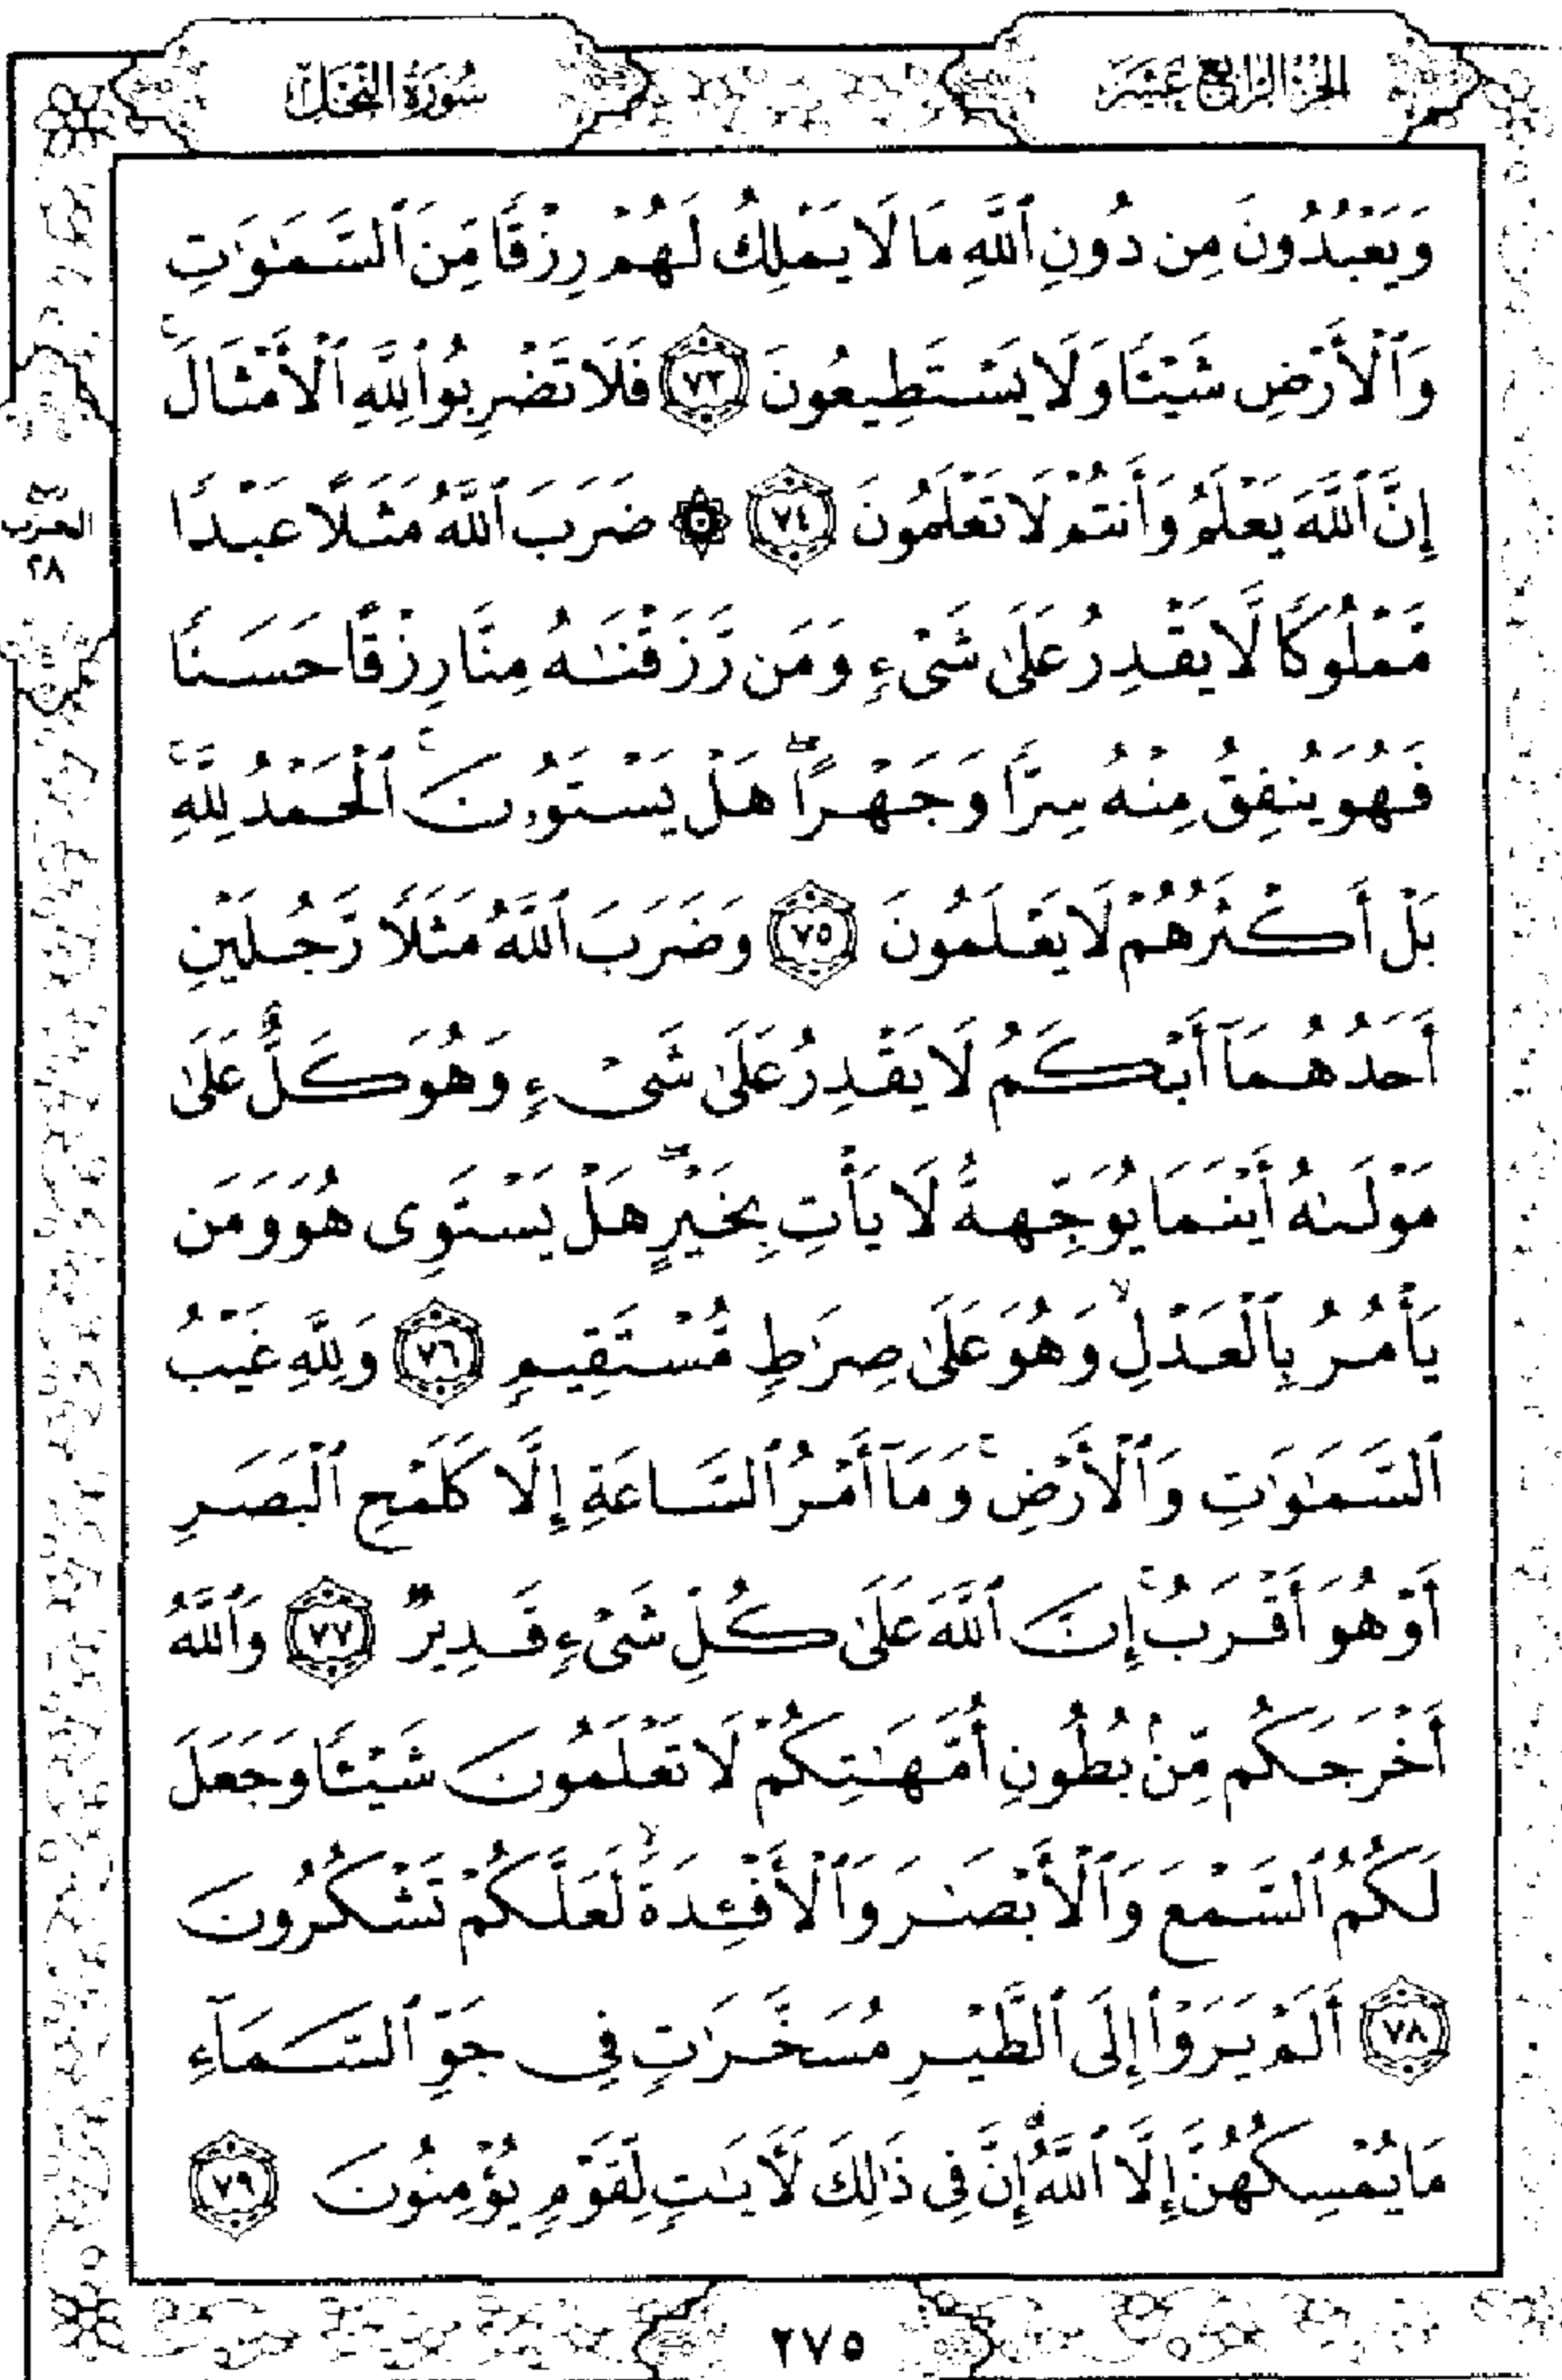 الجزء الرابع عشر
سورة النحل
وَيَعْبُدُونَ مِن دُونِ ٱللَّهِ مَا لَا يَمْلِكُ لَهُمْ رِزْقًا مِّنَ ٱلسَّمَٰوَٰتِ
وَٱلْأَرْضِ شَيْـًٔا وَلَا يَسْتَطِيعُونَ ﴿٧٣﴾ فَلَا تَضْرِبُوا۟ لِلَّهِ ٱلْأَمْثَالَ ۚ
إِنَّ ٱللَّهَ يَعْلَمُ وَأَنتُمْ لَا تَعْلَمُونَ ﴿٧٤﴾ ۞ ضَرَبَ ٱللَّهُ مَثَلًا عَبْدًا
مَّمْلُوكًا لَّا يَقْدِرُ عَلَىٰ شَىْءٍ وَمَن رَّزَقْنَٰهُ مِنَّا رِزْقًا حَسَنًا
فَهُوَ يُنفِقُ مِنْهُ سِرًّا وَجَهْرًا ۖ هَلْ يَسْتَوُۥنَ ۚ ٱلْحَمْدُ لِلَّهِ ۚ
بَلْ أَكْثَرُهُمْ لَا يَعْلَمُونَ ﴿٧٥﴾ وَضَرَبَ ٱللَّهُ مَثَلًا رَّجُلَيْنِ
أَحَدُهُمَآ أَبْكَمُ لَا يَقْدِرُ عَلَىٰ شَىْءٍ وَهُوَ كَلٌّ عَلَىٰ
مَوْلَىٰهُ أَيْنَمَا يُوَجِّههُّ لَا يَأْتِ بِخَيْرٍ ۖ هَلْ يَسْتَوِى هُوَ وَمَن
يَأْمُرُ بِٱلْعَدْلِ ۙ وَهُوَ عَلَىٰ صِرَٰطٍ مُّسْتَقِيمٍ ﴿٧٦﴾ وَلِلَّهِ غَيْبُ
ٱلسَّمَٰوَٰتِ وَٱلْأَرْضِ ۚ وَمَآ أَمْرُ ٱلسَّاعَةِ إِلَّا كَلَمْحِ ٱلْبَصَرِ
أَوْ هُوَ أَقْرَبُ ۚ إِنَّ ٱللَّهَ عَلَىٰ كُلِّ شَىْءٍ قَدِيرٌ ﴿٧٧﴾ وَٱللَّهُ
أَخْرَجَكُم مِّنۢ بُطُونِ أُمَّهَٰتِكُمْ لَا تَعْلَمُونَ شَيْـًٔا وَجَعَلَ
لَكُمُ ٱلسَّمْعَ وَٱلْأَبْصَٰرَ وَٱلْأَفْـِٔدَةَ ۙ لَعَلَّكُمْ تَشْكُرُونَ
﴿٧٨﴾ أَلَمْ يَرَوْا۟ إِلَى ٱلطَّيْرِ مُسَخَّرَٰتٍ فِى جَوِّ ٱلسَّمَآءِ
مَا يُمْسِكُهُنَّ إِلَّا ٱللَّهُ ۗ إِنَّ فِى ذَٰلِكَ لَءَايَٰتٍ لِّقَوْمٍ يُؤْمِنُونَ ﴿٧٩﴾
الحزب
٢٨
٢٧٥